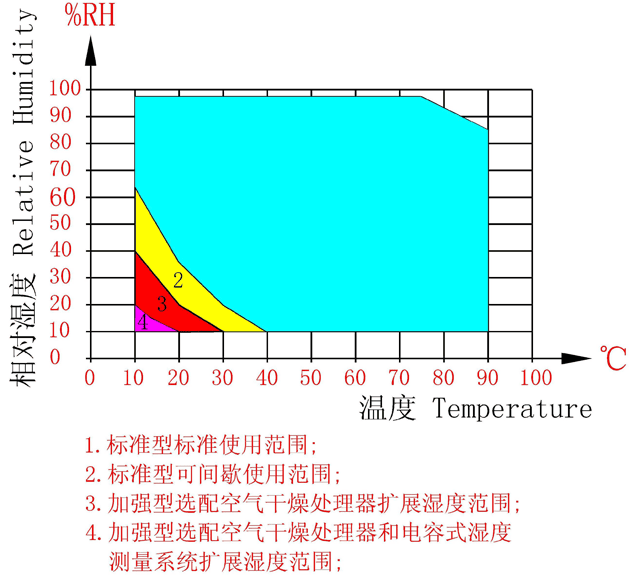 %RH
相对湿度 Relative Humidity
100
90
80
70
60
50
40
30
20
10
0
2
3
4
0 10 20 30 40 50 60 70 80 90 100
℃
温度 Temperature
1.标准型标准使用范围;
2.标准型可间歇使用范围;
3.加强型选配空气干燥处理器扩展湿度范围;
4.加强型选配空气干燥处理器和电容式湿度
测量系统扩展湿度范围;